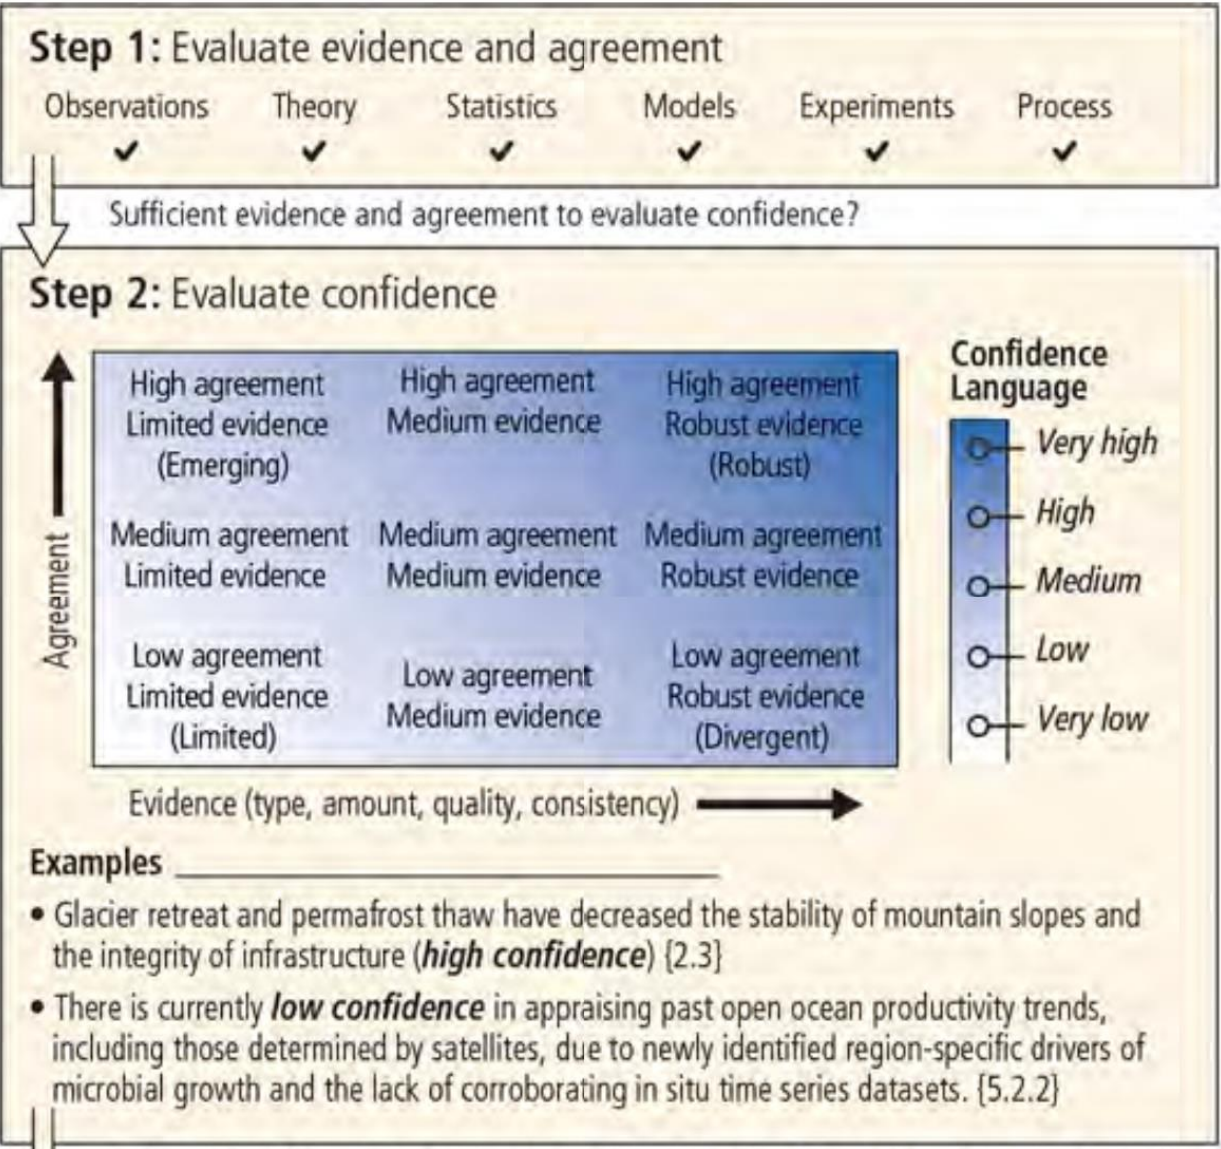 Step 1: Evaluate evidence and agreement
Observations Theory Statistics Models Experiments Process
✔ ✔ ✔ ✔ ✔ ✔
Sufficient evidence and agreement to evaluate confidence?
Step 2: Evaluate confidence
Agreement
High agreement
Limited evidence
(Emerging)
High agreement
Medium evidence
High agreement
Robust evidence
(Robust)
Medium agreement
Limited evidence
Medium agreement
Medium evidence
Medium agreement
Robust evidence
Low agreement
Limited evidence
(Limited)
Low agreement
Medium evidence
Low agreement
Robust evidence
(Divergent)
Evidence (type, amount, quality, consistency)
Confidence
Language
Very high
High
Medium
Low
Very low
Examples
• Glacier retreat and permafrost thaw have decreased the stability of mountain slopes and
the integrity of infrastructure (high confidence) {2.3}
• There is currently low confidence in appraising past open ocean productivity trends,
including those determined by satellites, due to newly identified region-specific drivers of
microbial growth and the lack of corroborating in situ time series datasets. {5.2.2}